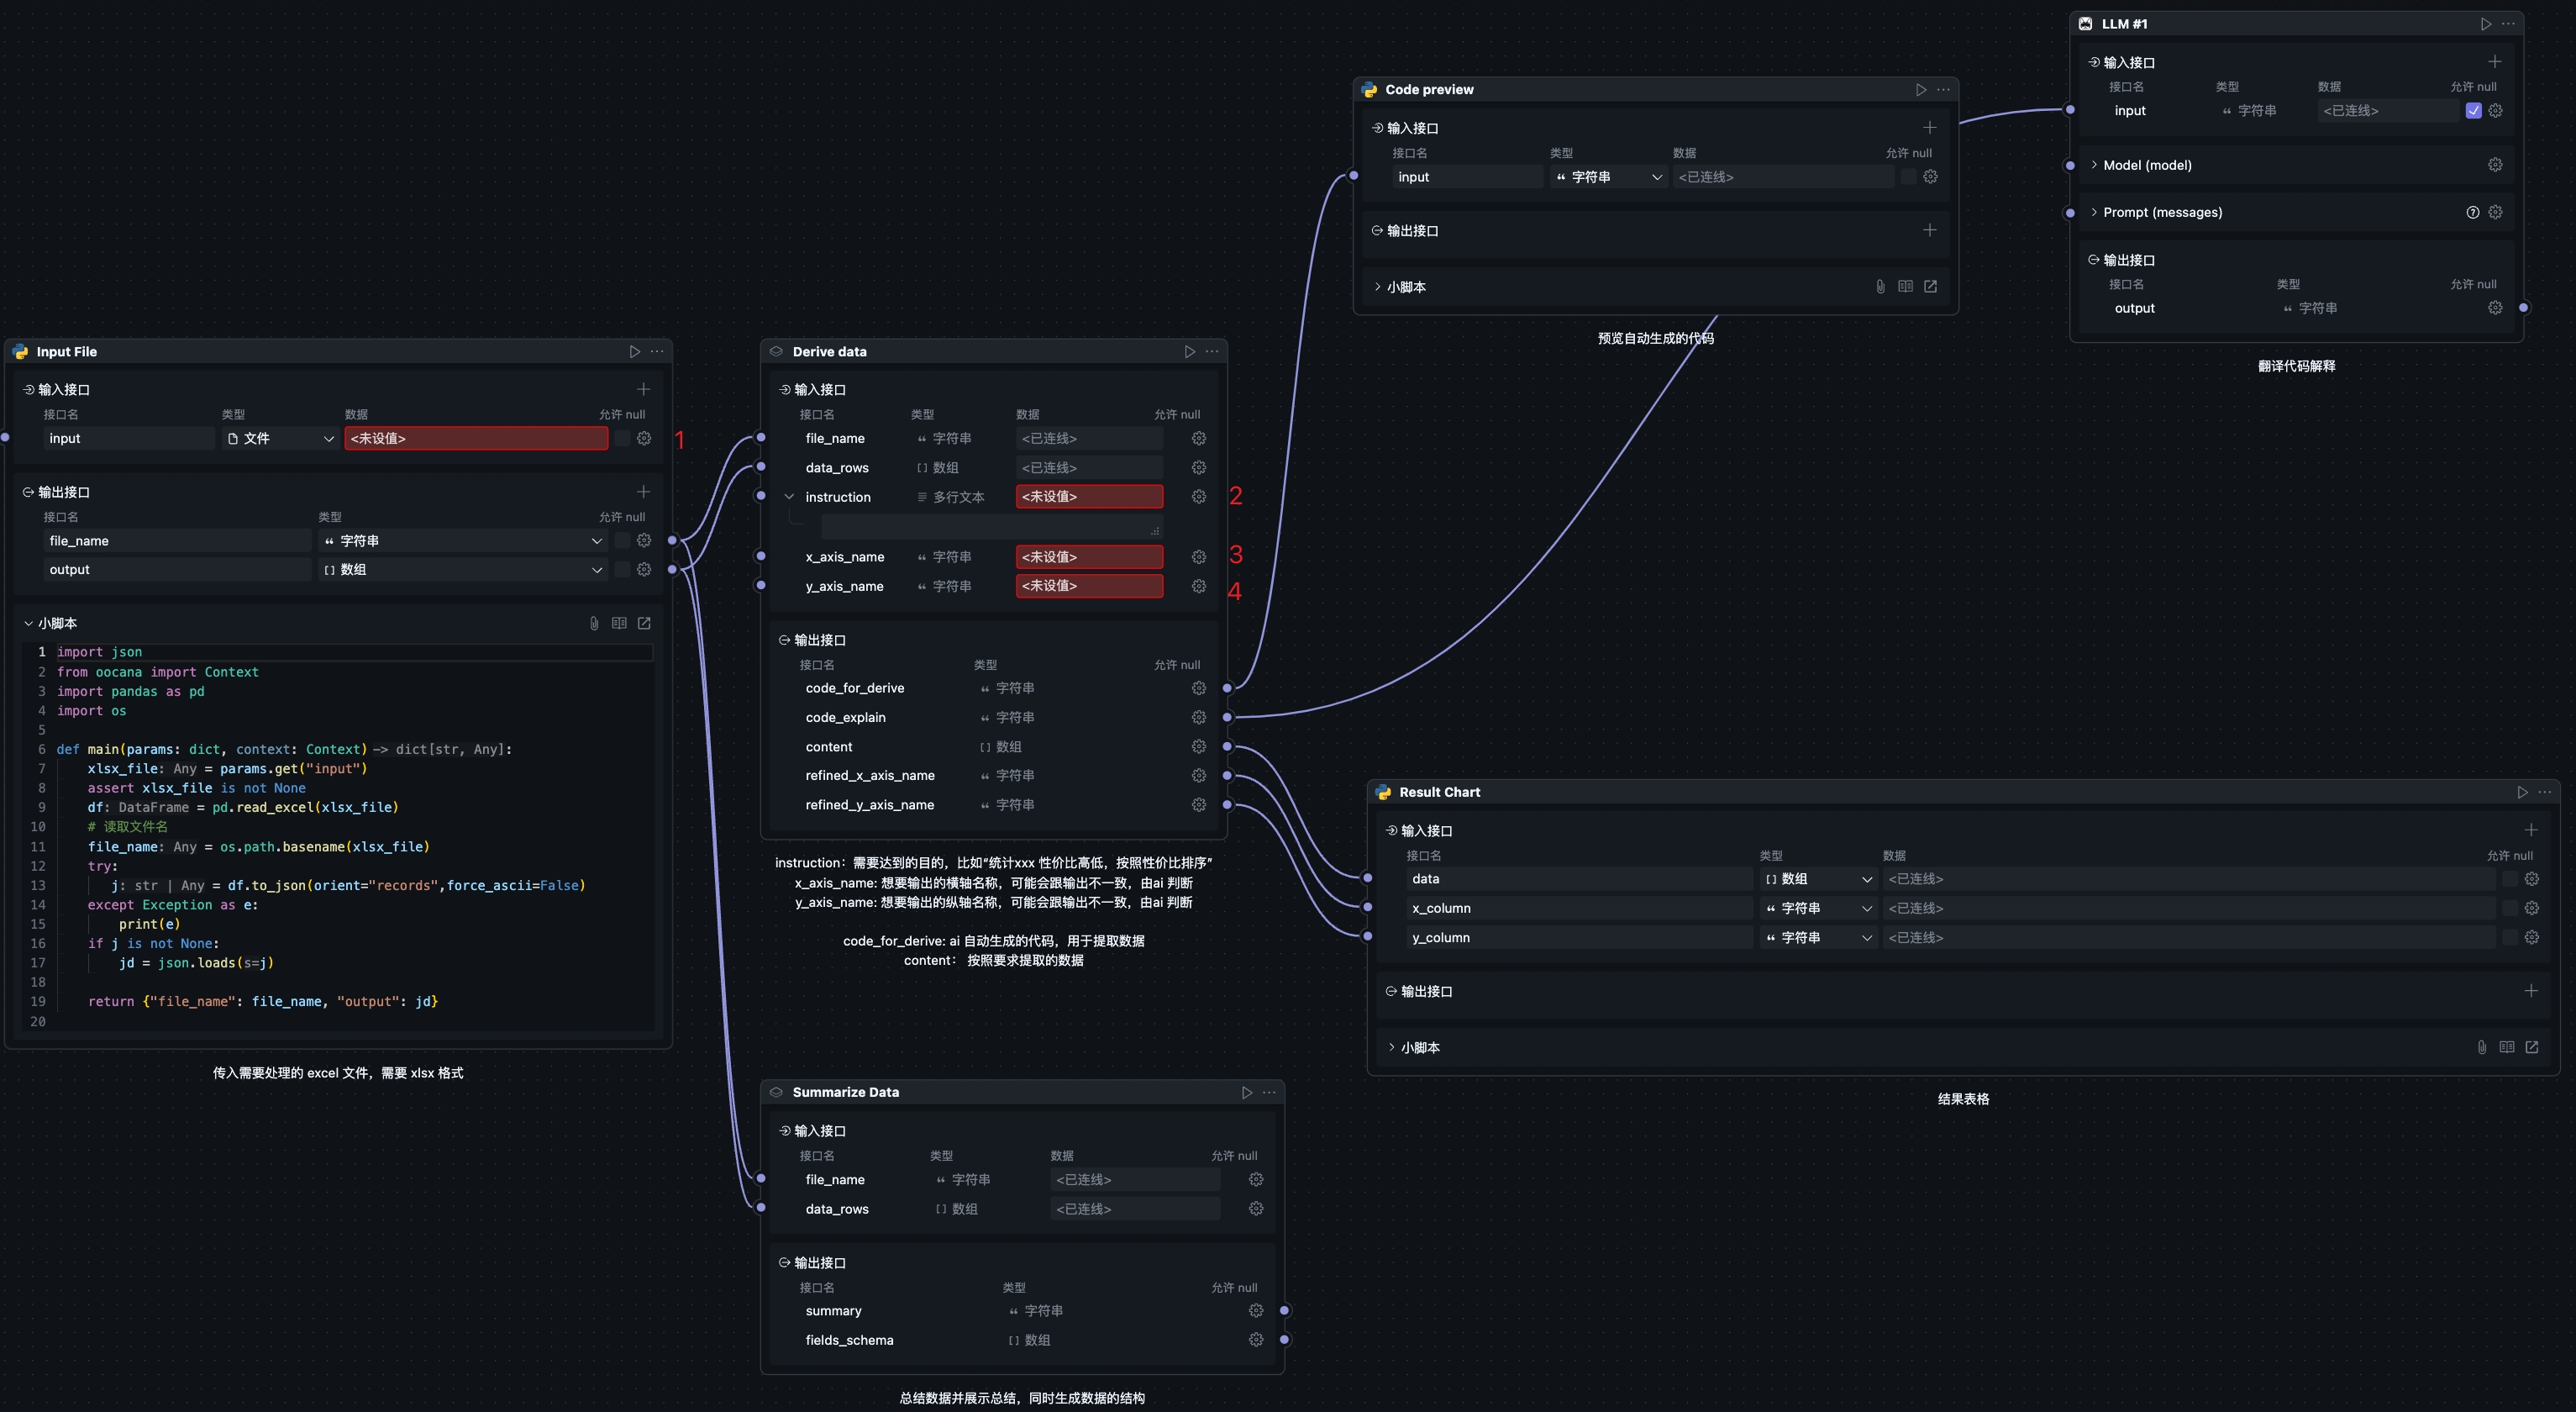 Input File
输入接口
接口名 类型 数据 允许 null
input 文件 <未设值>
1
输出接口
接口名 类型 允许 null
file_name “ 字符串
output [] 数组
小脚本
1 import json
2 from oocana import Context
3 import pandas as pd
4 import os
5
6 def main(params: dict, context: Context) -> dict[str, Any]:
7 xlsx_file: Any = params.get("input")
8 assert xlsx_file is not None
9 df: DataFrame = pd.read_excel(xlsx_file)
10 # 读取文件名
11 file_name: Any = os.path.basename(xlsx_file)
12 try:
13 j: str | Any = df.to_json(orient="records",force_ascii=False)
14 except Exception as e:
15 print(e)
16 if j is not None:
17 jd = json.loads(s=j)
18
19 return {"file_name": file_name, "output": jd}
20
传入需要处理的 excel 文件，需要 xlsx 格式
Derive data
输入接口
接口名 类型 数据 允许 null
file_name “ 字符串 <已连线>
data_rows [] 数组 <已连线>
instruction 多行文本 <未设值>
2
x_axis_name “ 字符串 <未设值>
3
y_axis_name “ 字符串 <未设值>
4
输出接口
接口名 类型 允许 null
code_for_derive “ 字符串
code_explain “ 字符串
content [] 数组
refined_x_axis_name “ 字符串
refined_y_axis_name “ 字符串
instruction：需要达到的目的，比如“统计xxx 性价比高低，按照性价比排序”
x_axis_name: 想要输出的横轴名称，可能会跟输出不一致，由ai 判断
y_axis_name: 想要输出的纵轴名称，可能会跟输出不一致，由ai 判断
code_for_derive: ai 自动生成的代码，用于提取数据
content： 按照要求提取的数据
Summarize Data
输入接口
接口名 类型 数据 允许 null
file_name “ 字符串 <已连线>
data_rows [] 数组 <已连线>
输出接口
接口名 类型 允许 null
summary “ 字符串
fields_schema [] 数组
总结数据并展示总结，同时生成数据的结构
Code preview
输入接口
接口名 类型 数据 允许 null
input “ 字符串 <已连线>
输出接口
小脚本
预览自动生成的代码
LLM #1
输入接口
接口名 类型 数据 允许 null
input “ 字符串 <已连线>
Model (model)
Prompt (messages)
输出接口
接口名 类型 允许 null
output “ 字符串
翻译代码解释
Result Chart
输入接口
接口名 类型 数据 允许 null
data [] 数组 <已连线>
x_column “ 字符串 <已连线>
y_column “ 字符串 <已连线>
输出接口
小脚本
结果表格